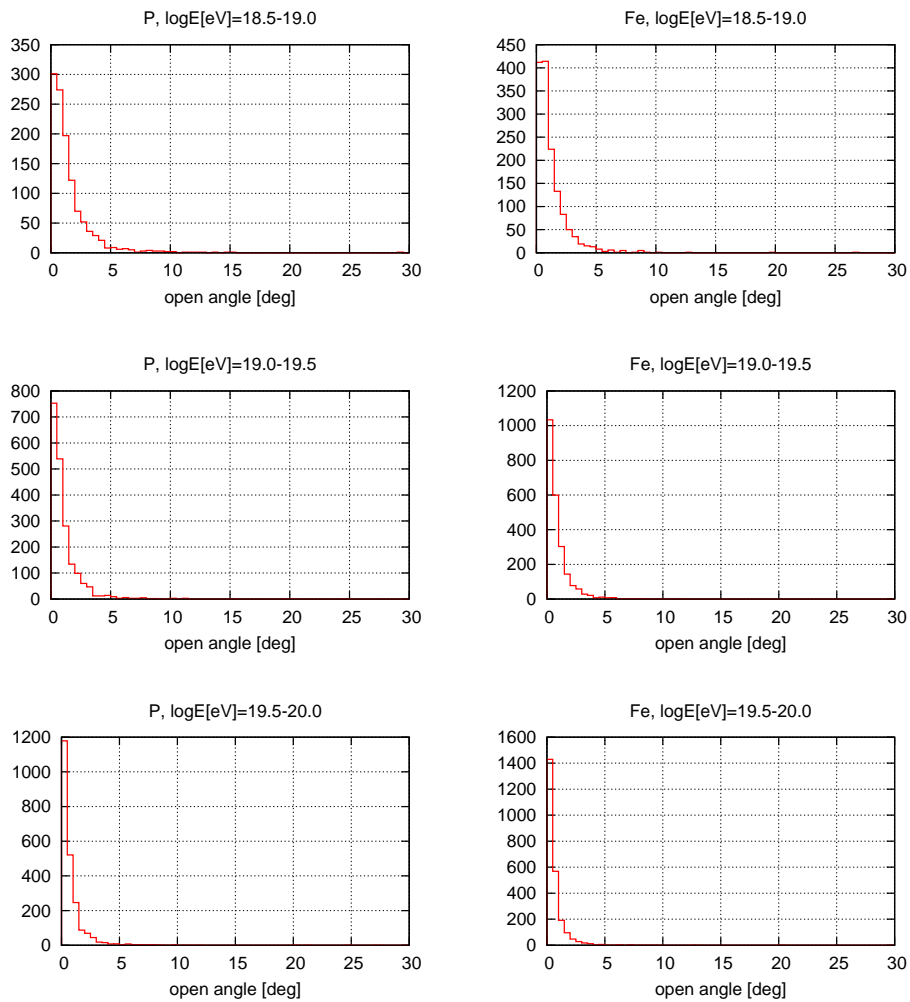 P, logE[eV]=18.5-19.0
350
300
250
200
150
100
50
0
0 5 10 15 20 25 30
open angle [deg]
Fe, logE[eV]=18.5-19.0
450
400
350
300
250
200
150
100
50
0
0 5 10 15 20 25 30
open angle [deg]
P, logE[eV]=19.0-19.5
800
700
600
500
400
300
200
100
0
0 5 10 15 20 25 30
open angle [deg]
Fe, logE[eV]=19.0-19.5
1200
1000
800
600
400
200
0
0 5 10 15 20 25 30
open angle [deg]
P, logE[eV]=19.5-20.0
1200
1000
800
600
400
200
0
0 5 10 15 20 25 30
open angle [deg]
Fe, logE[eV]=19.5-20.0
1600
1400
1200
1000
800
600
400
200
0
0 5 10 15 20 25 30
open angle [deg]